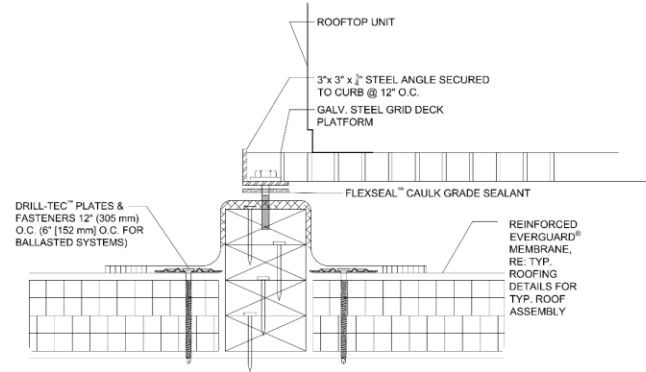 ROOFTOP UNIT
3"x 3" x ¼" STEEL ANGLE SECURED
TO CURB @ 12" O.C.
GALV. STEEL GRID DECK
PLATFORM
FLEXSEAL™ CAULK GRADE SEALANT
DRILL-TEC™ PLATES &
FASTENERS 12" (305 mm)
O.C. (6" [152 mm] O.C. FOR
BALLASTED SYSTEMS)
REINFORCED
EVERGUARD®
MEMBRANE,
RE: TYP.
ROOFING
DETAILS FOR
TYP. ROOF
ASSEMBLY